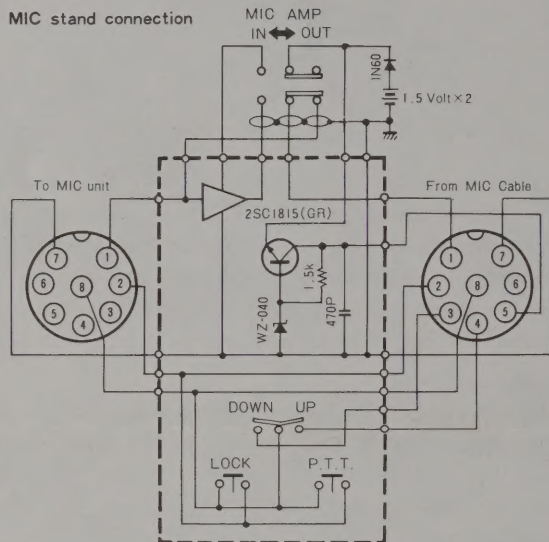 MIC stand connection
MIC AMP
IN OUT
1N60
1.5 Volt×2
To MIC unit
From MIC Cable
2SC1815(GR)
1.5k
WZ-040
470P
7 1
6 8 2
5 4 3
1 7
2 8 6
3 4 5
DOWN UP
LOCK P.T.T.